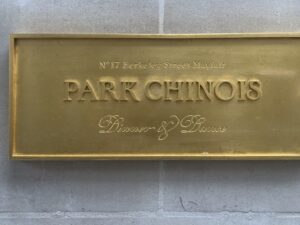 Nº 17 Berkeley Street Mayfair
PARK CHINOIS
Dinner & Dance